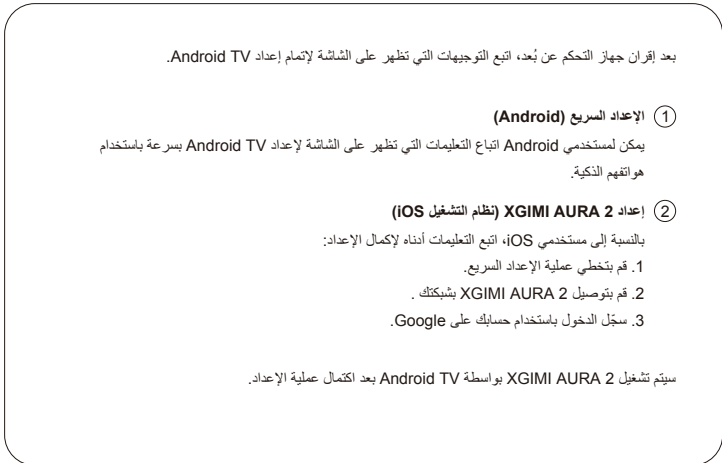 بعد إقران جهاز التحكم عن بُعد، اتبع التوجيهات التي تظهر على الشاشة لإتمام إعداد Android TV.
① الإعداد السريع (Android)
يمكن لمستخدمي Android اتباع التعليمات التي تظهر على الشاشة لإعداد Android TV بسرعة باستخدام
هواتفهم الذكية.
② إعداد XGIMI AURA 2 (نظام التشغيل iOS)
بالنسبة إلى مستخدمي iOS، اتبع التعليمات أدناه لإكمال الإعداد:
1. قم بتخطي عملية الإعداد السريع.
2. قم بتوصيل XGIMI AURA 2 بشبكتك .
3. سجّل الدخول باستخدام حسابك على Google.
سيتم تشغيل XGIMI AURA 2 بواسطة Android TV بعد اكتمال عملية الإعداد.